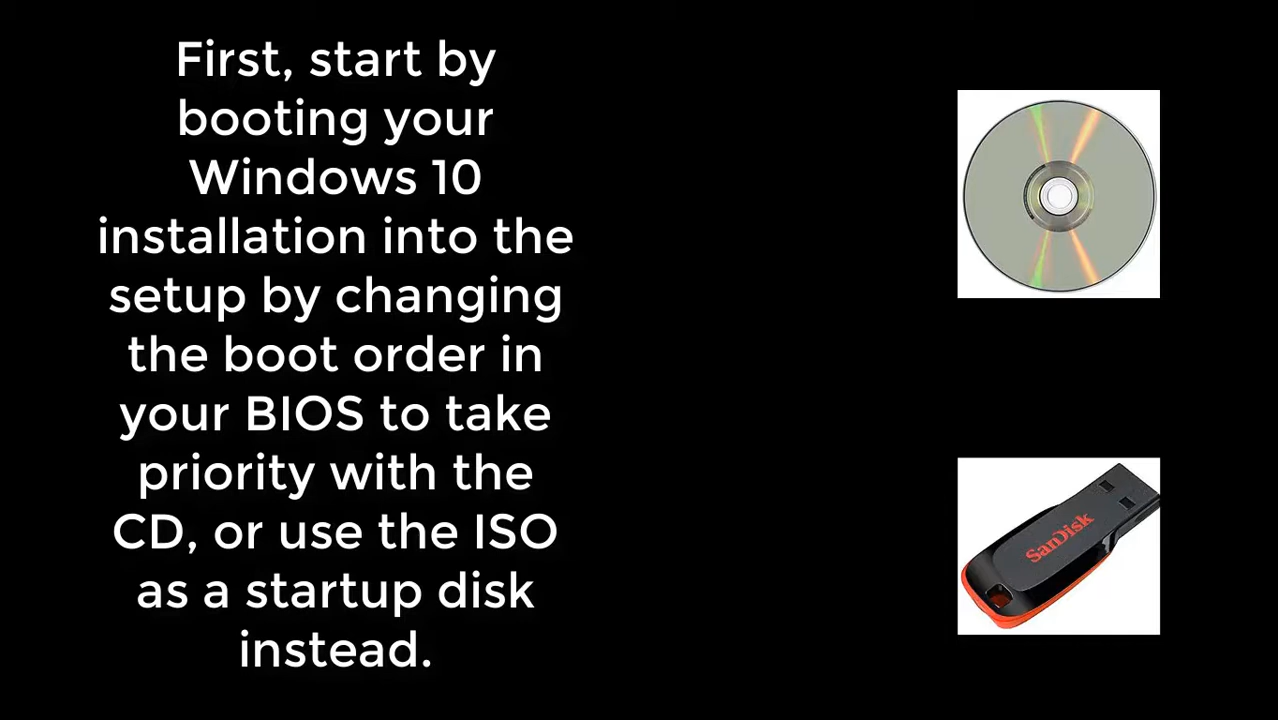 First, start by
booting your
Windows 10
installation into the
setup by changing
the boot order in
your BIOS to take
priority with the
CD, or use the ISO
as a startup disk
instead.
SanDisk